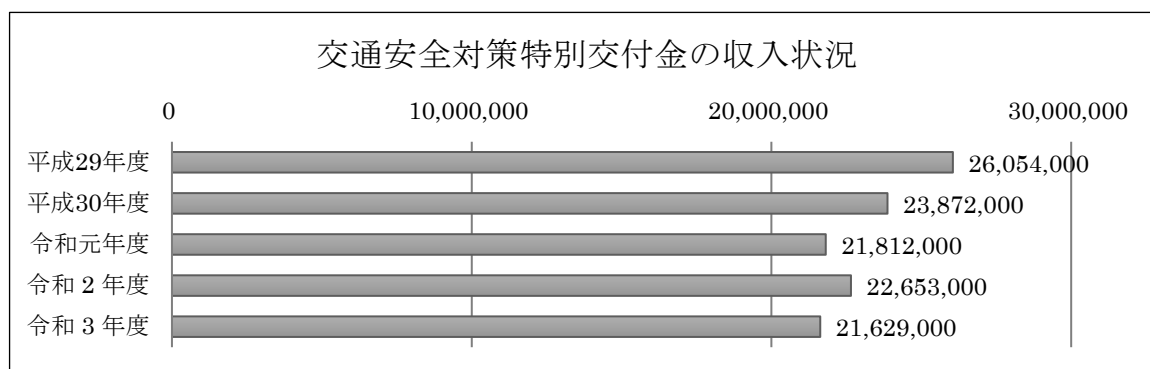 交通安全対策特別交付金の収入状況
0 10,000,000 20,000,000 30,000,000
平成29年度 26,054,000
平成30年度 23,872,000
令和元年度 21,812,000
令和２年度 22,653,000
令和３年度 21,629,000